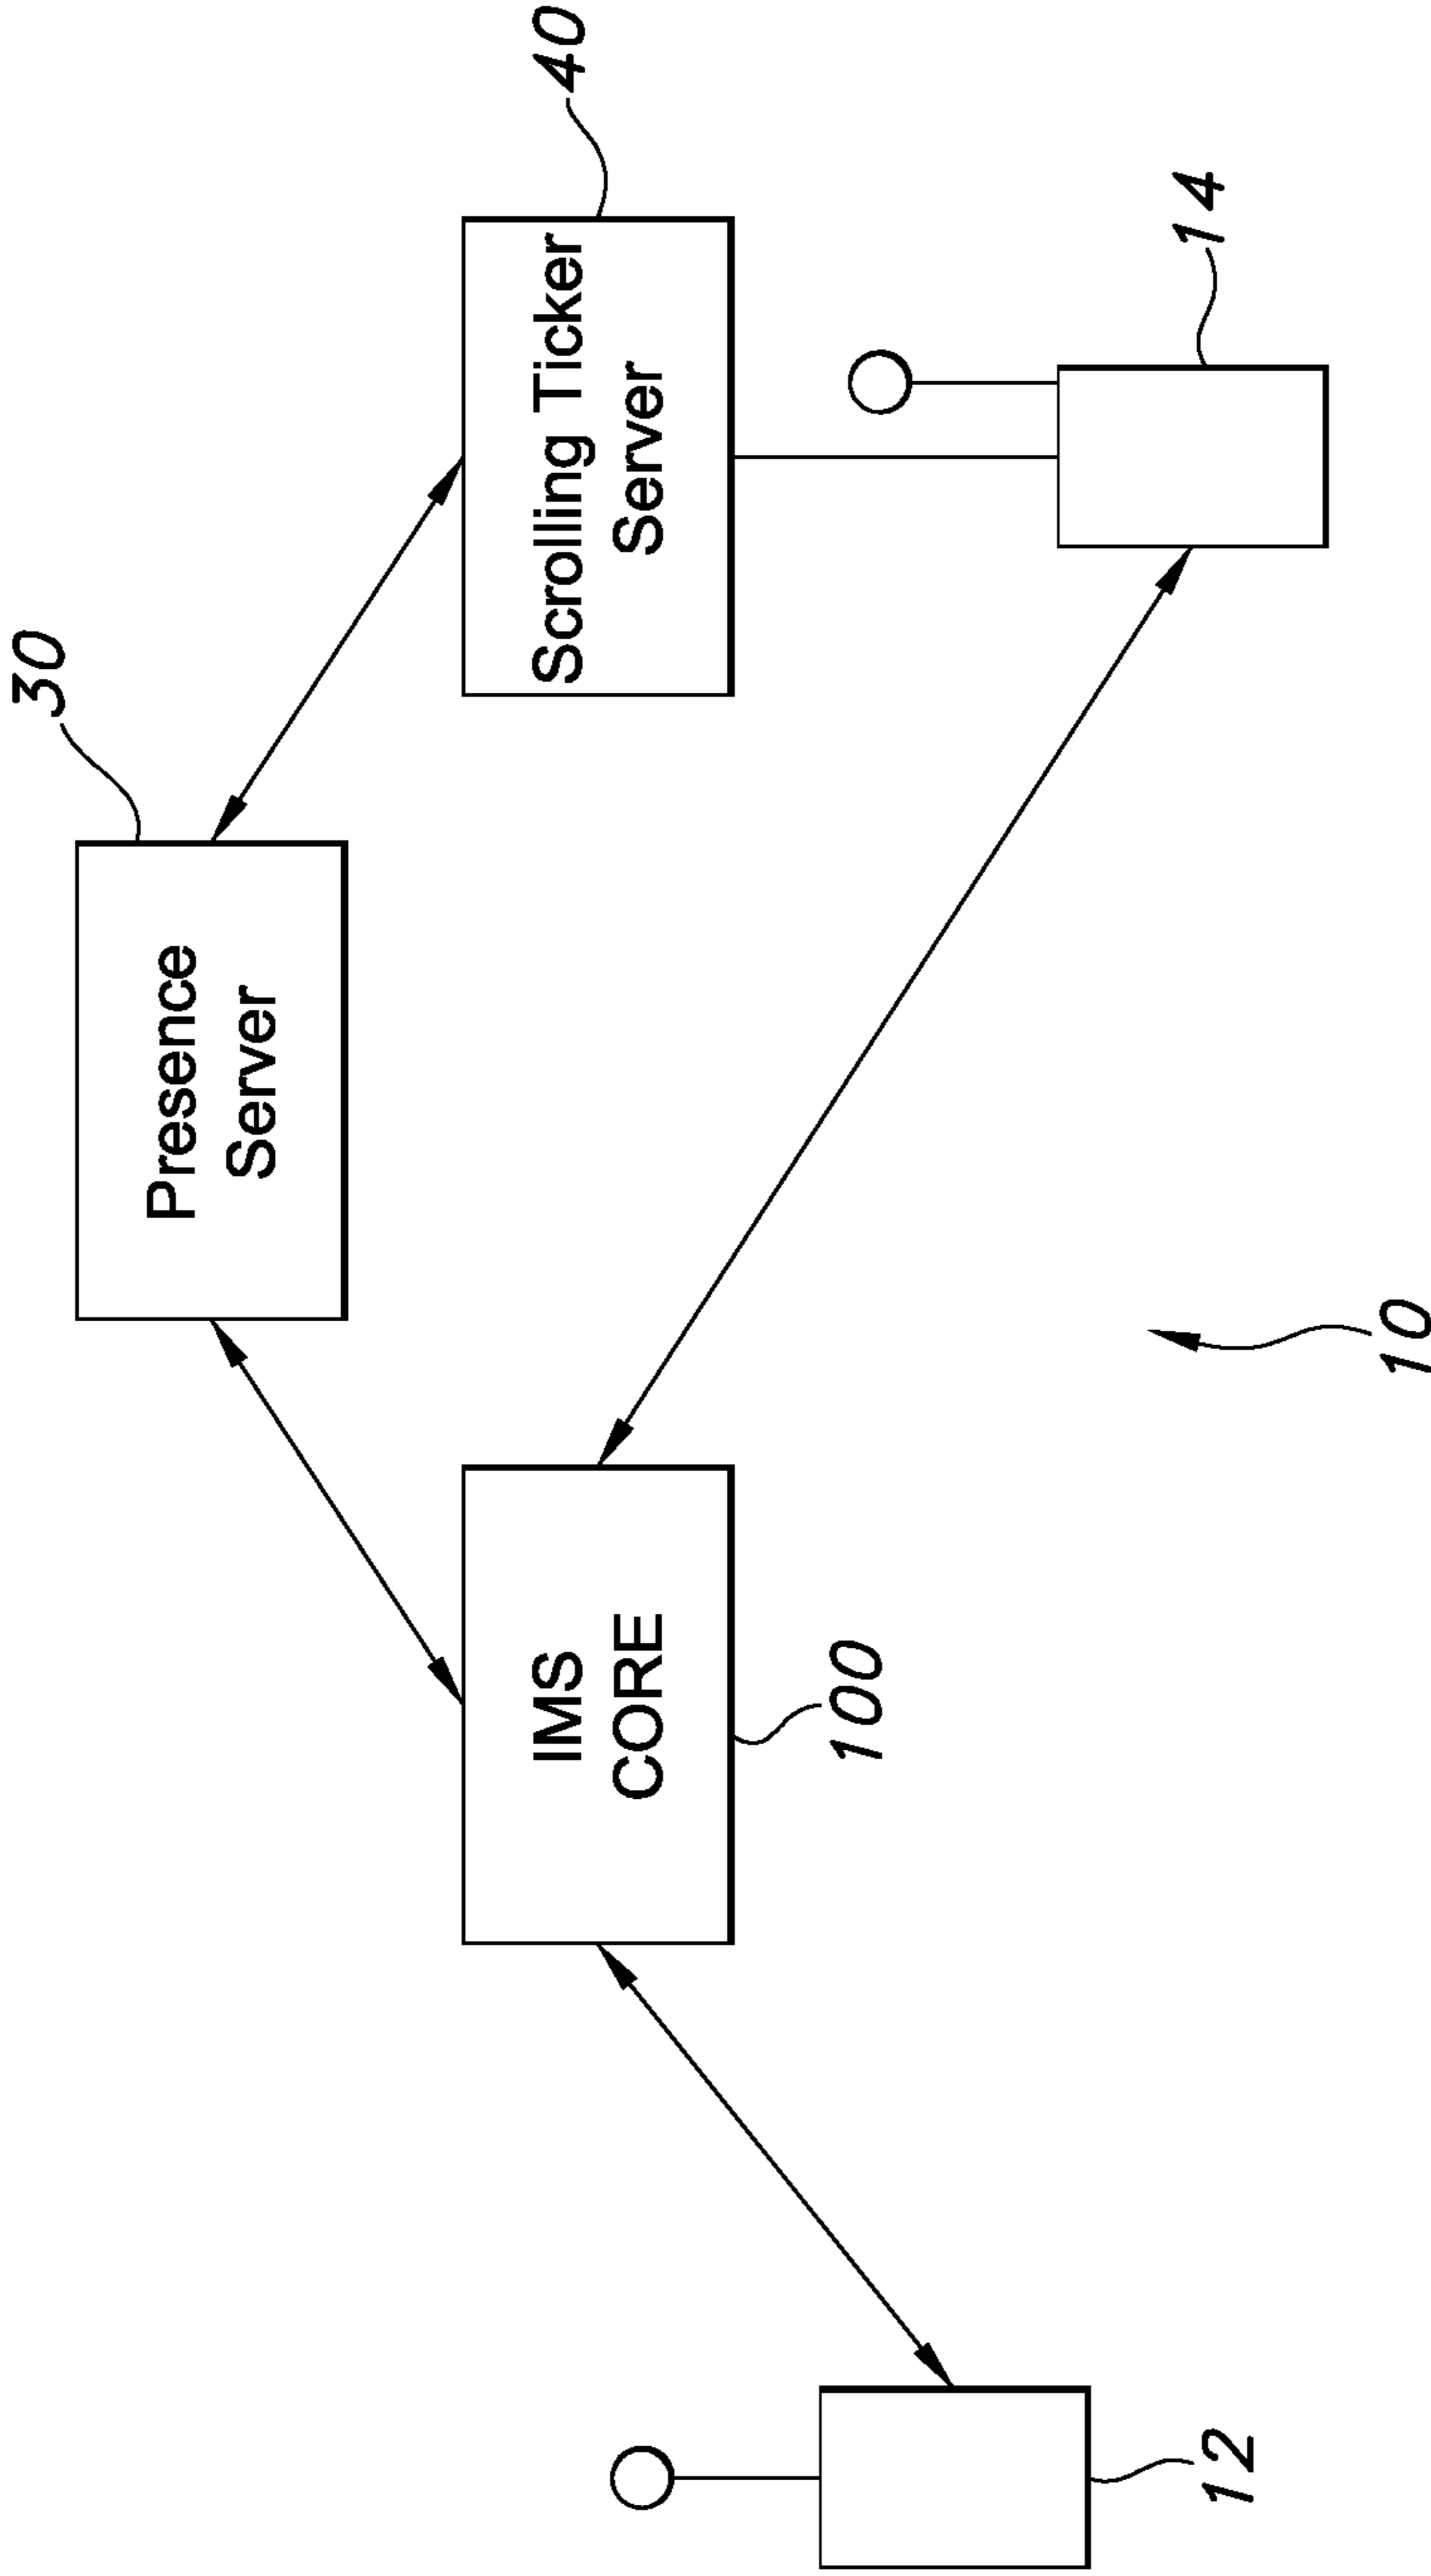 30
Presence
Server
40
Scrolling Ticker
Server
IMS
CORE
100
14
12
10